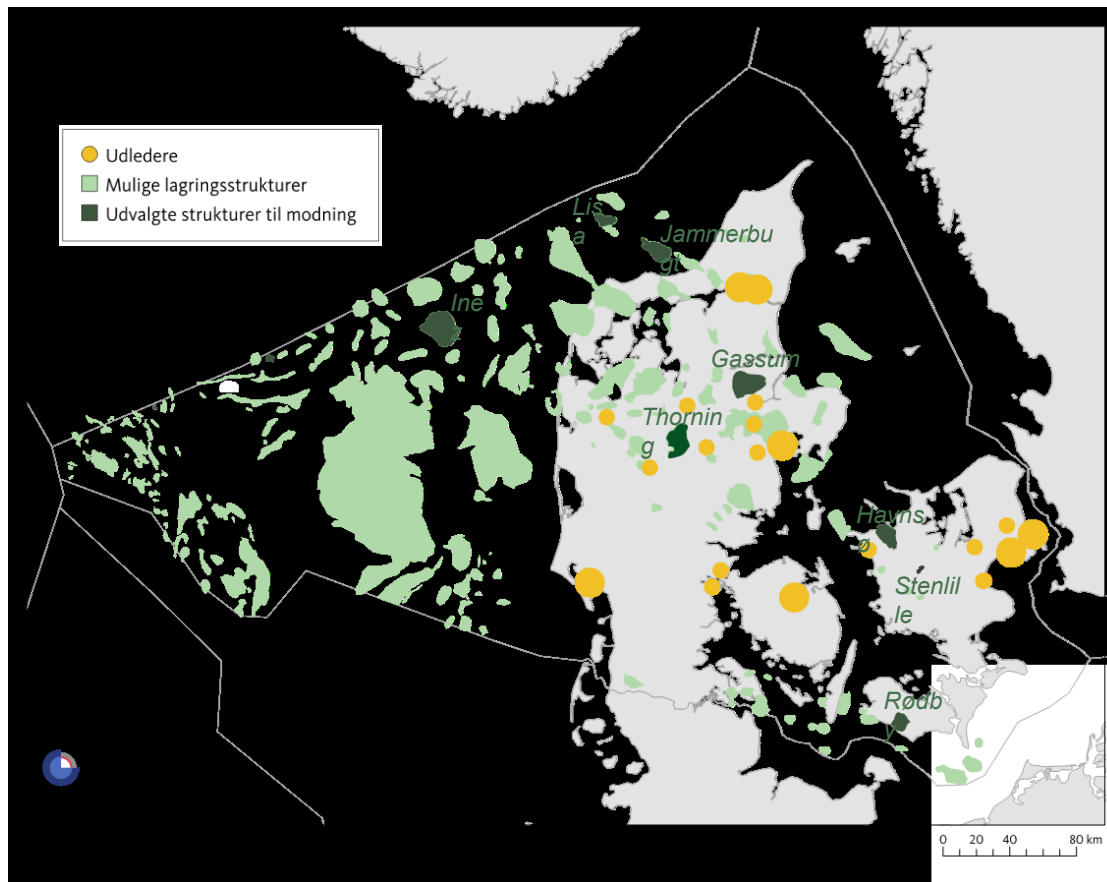 Udledere
Mulige lagringsstrukturer
Udvalgte strukturer til modning
Lis
a
Jammerbu
gt
Ine
Gassum
Thornin
g
Havns
ø
Stenlil
le
Rødb
y
0 20 40 80 km